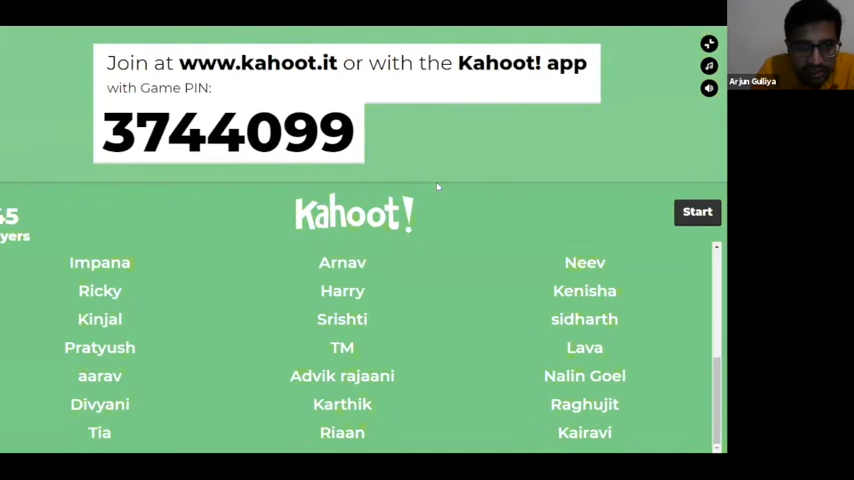 Join at www.kahoot.it or with the Kahoot! app
with Game PIN:
3744099
Arjun Gulliya
45
yers
Kahoot!
Start
Impana Arnav Neev
Ricky Harry Kenisha
Kinjal Srishti sidharth
Pratyush TM Lava
aarav Advik rajaani Nalin Goel
Divyani Karthik Raghujit
Tia Riaan Kairavi